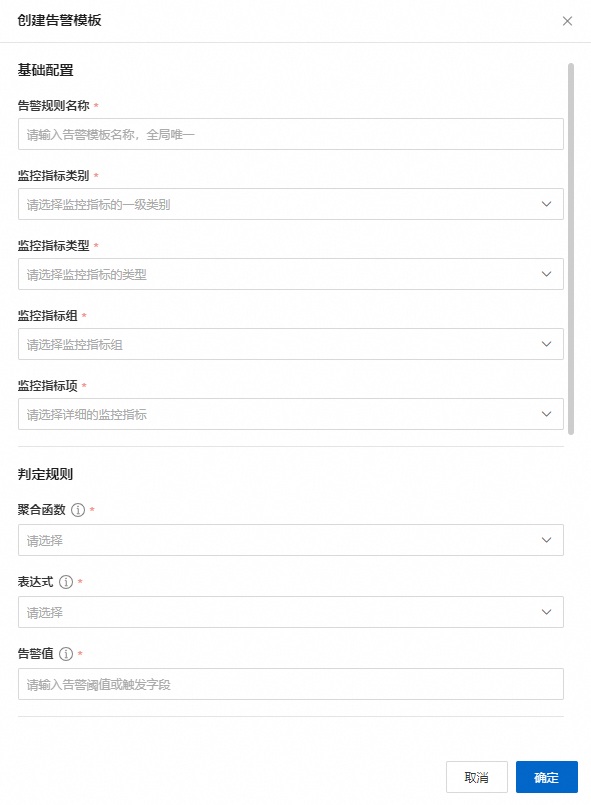 创建告警模板
基础配置
告警规则名称 *
请输入告警模板名称，全局唯一
监控指标类别 *
请选择监控指标的一级类别
监控指标类型 *
请选择监控指标的类型
监控指标组 *
请选择监控指标组
监控指标项 *
请选择详细的监控指标
判定规则
聚合函数 *
请选择
表达式 *
请选择
告警值 *
请输入告警阈值或触发字段
取消
确定